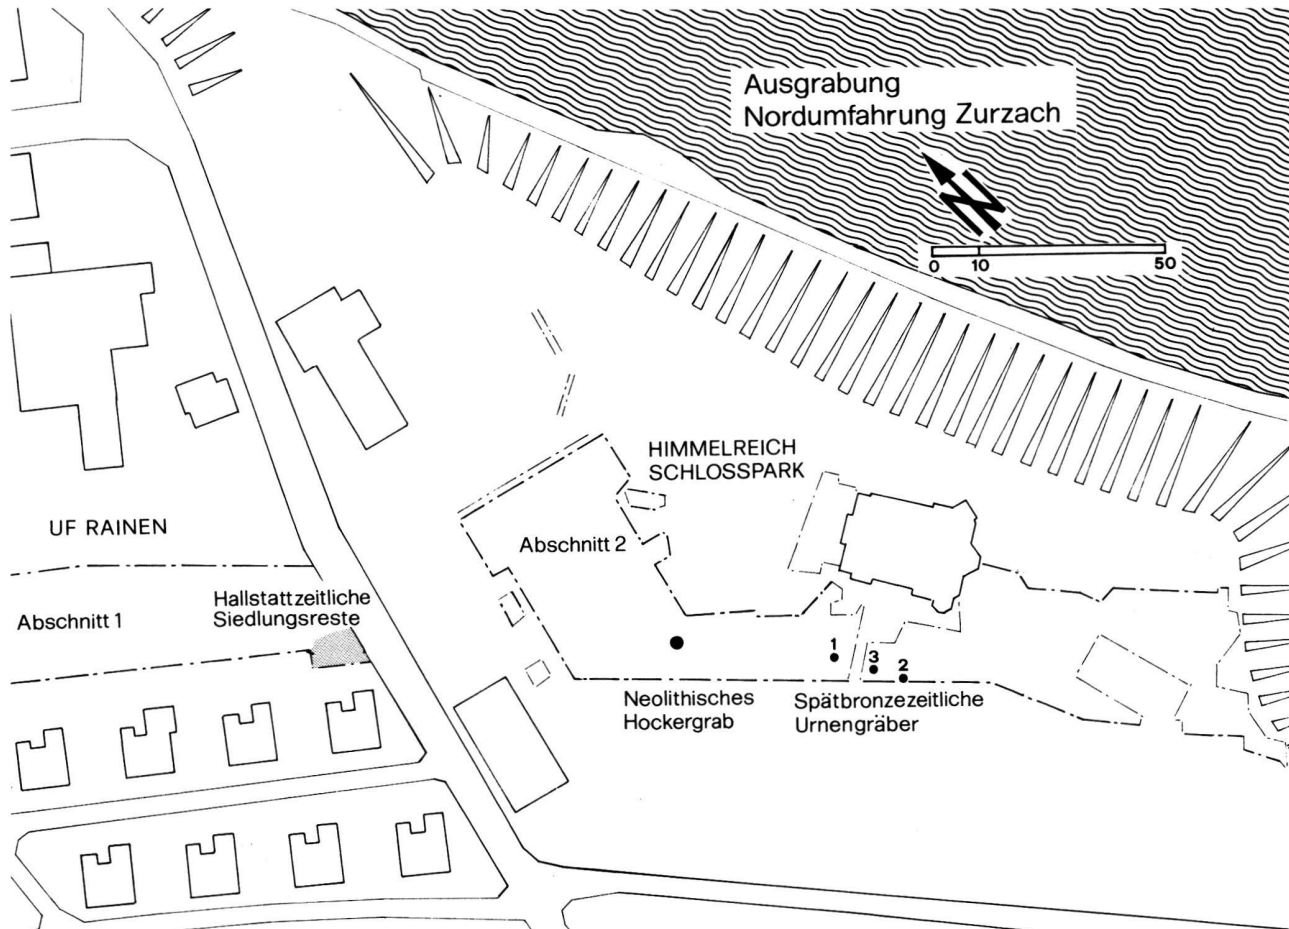 Ausgrabung
Nordumfahrung Zurzach
N
0 10 50
HIMMELREICH
SCHLOSSPARK
UF RAINEN
Abschnitt 2
Abschnitt 1
Hallstattzeitliche
Siedlungsreste
1
3
2
Neolithisches
Hockergrab
Spätbronzezeitliche
Urnengräber